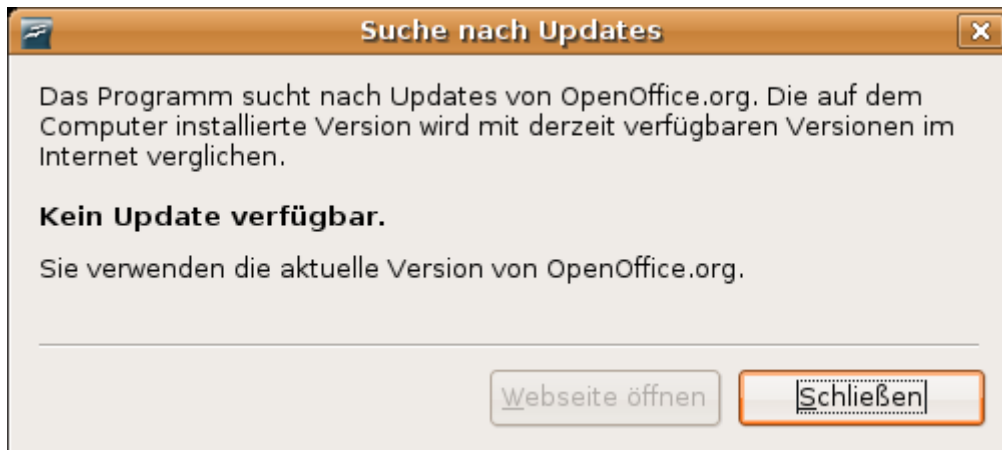 Suche nach Updates
Das Programm sucht nach Updates von OpenOffice.org. Die auf dem
Computer installierte Version wird mit derzeit verfügbaren Versionen im
Internet verglichen.
Kein Update verfügbar.
Sie verwenden die aktuelle Version von OpenOffice.org.
Webseite öffnen
Schließen